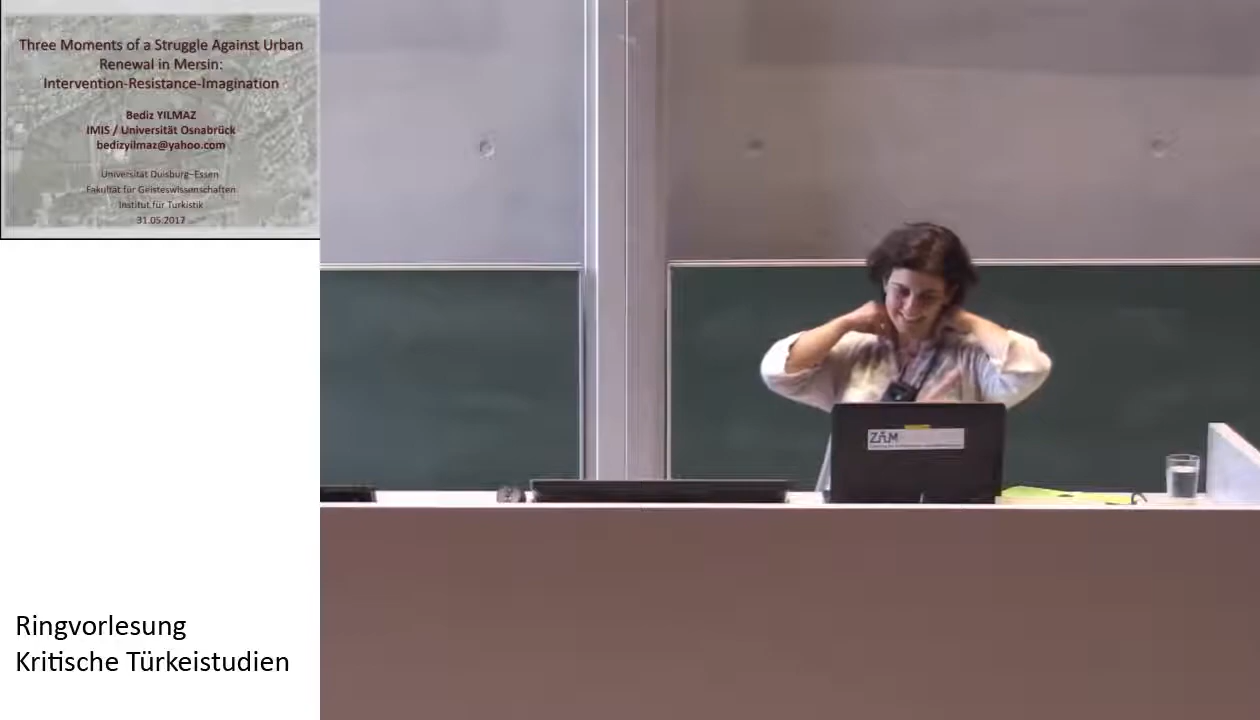 Three Moments of a Struggle Against Urban
Renewal in Mersin:
Intervention-Resistance-Imagination
Bediz YILMAZ
IMIS / Universität Osnabrück
bedizyilmaz@yahoo.com
Universität Duisburg–Essen
Fakultät für Geisteswissenschaften
Institut für Turkistik
31.05.2017
ZÄM
Ringvorlesung
Kritische Türkeistudien